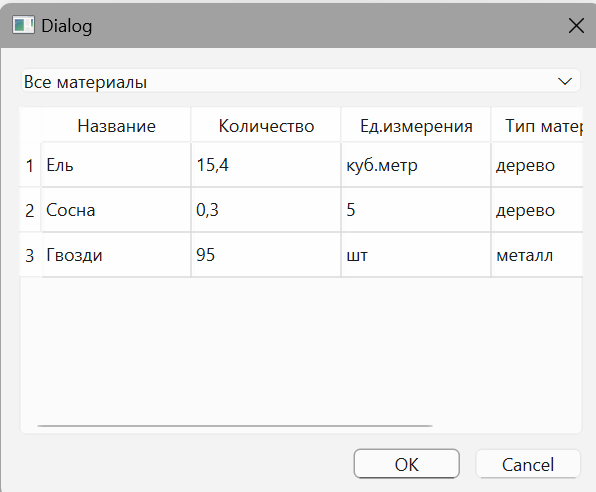 Dialog
Все материалы
Название Количество Ед.измерения Тип матер
1 Ель 15,4 куб.метр дерево
2 Сосна 0,3 5 дерево
3 Гвозди 95 шт металл
OK Cancel